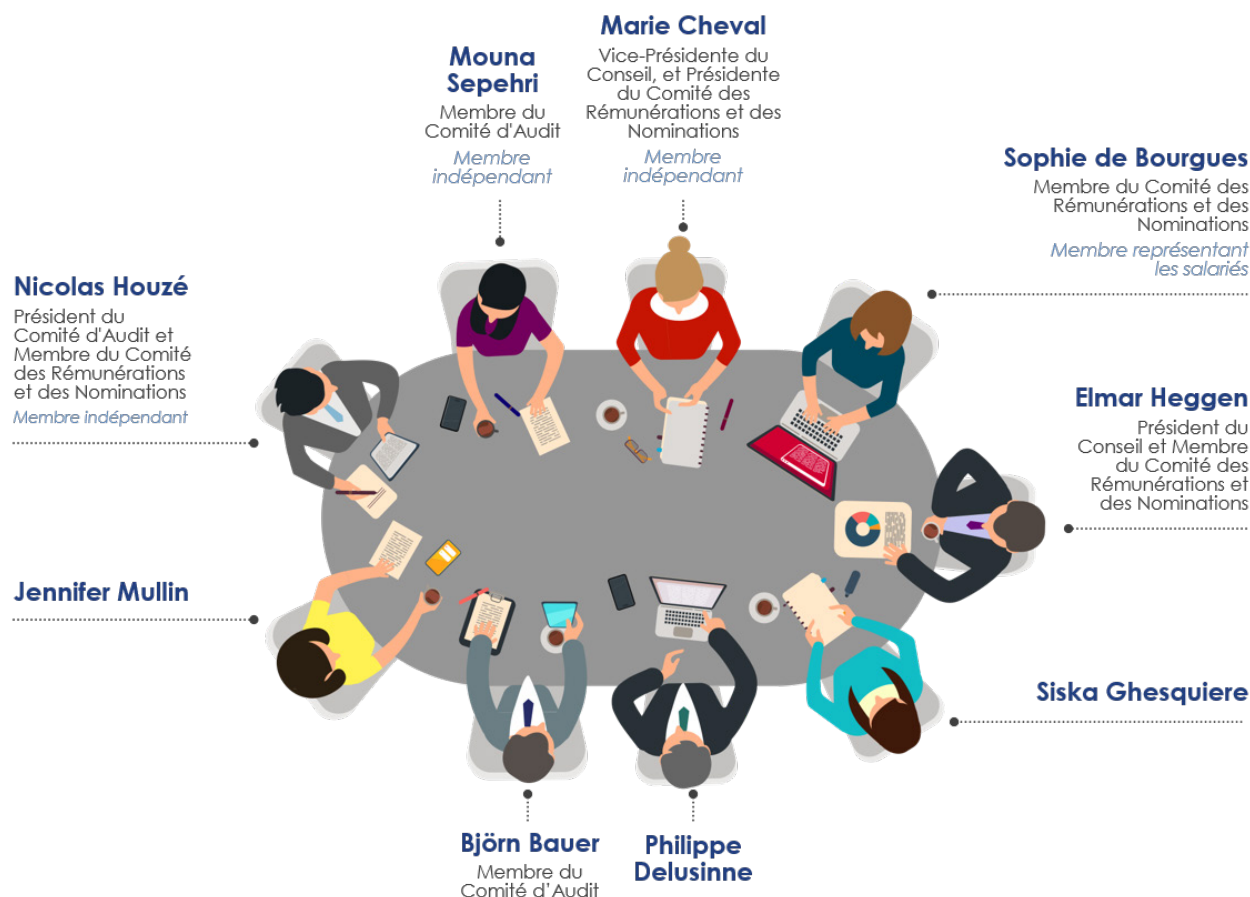 Marie Cheval
Vice-Présidente du
Conseil, et Présidente
du Comité des
Rémunérations et des
Nominations
Membre
indépendant
Mouna
Sepehri
Membre du
Comité d'Audit
Membre
indépendant
Sophie de Bourgues
Membre du Comité des
Rémunérations et des
Nominations
Membre représentant
les salariés
Nicolas Houzé
Président du
Comité d'Audit et
Membre du Comité
des Rémunérations
et des Nominations
Membre indépendant
Elmar Heggen
Président du
Conseil et Membre
du Comité des
Rémunérations et
des Nominations
Jennifer Mullin
Siska Ghesquiere
Björn Bauer
Membre du
Comité d’Audit
Philippe
Delusinne